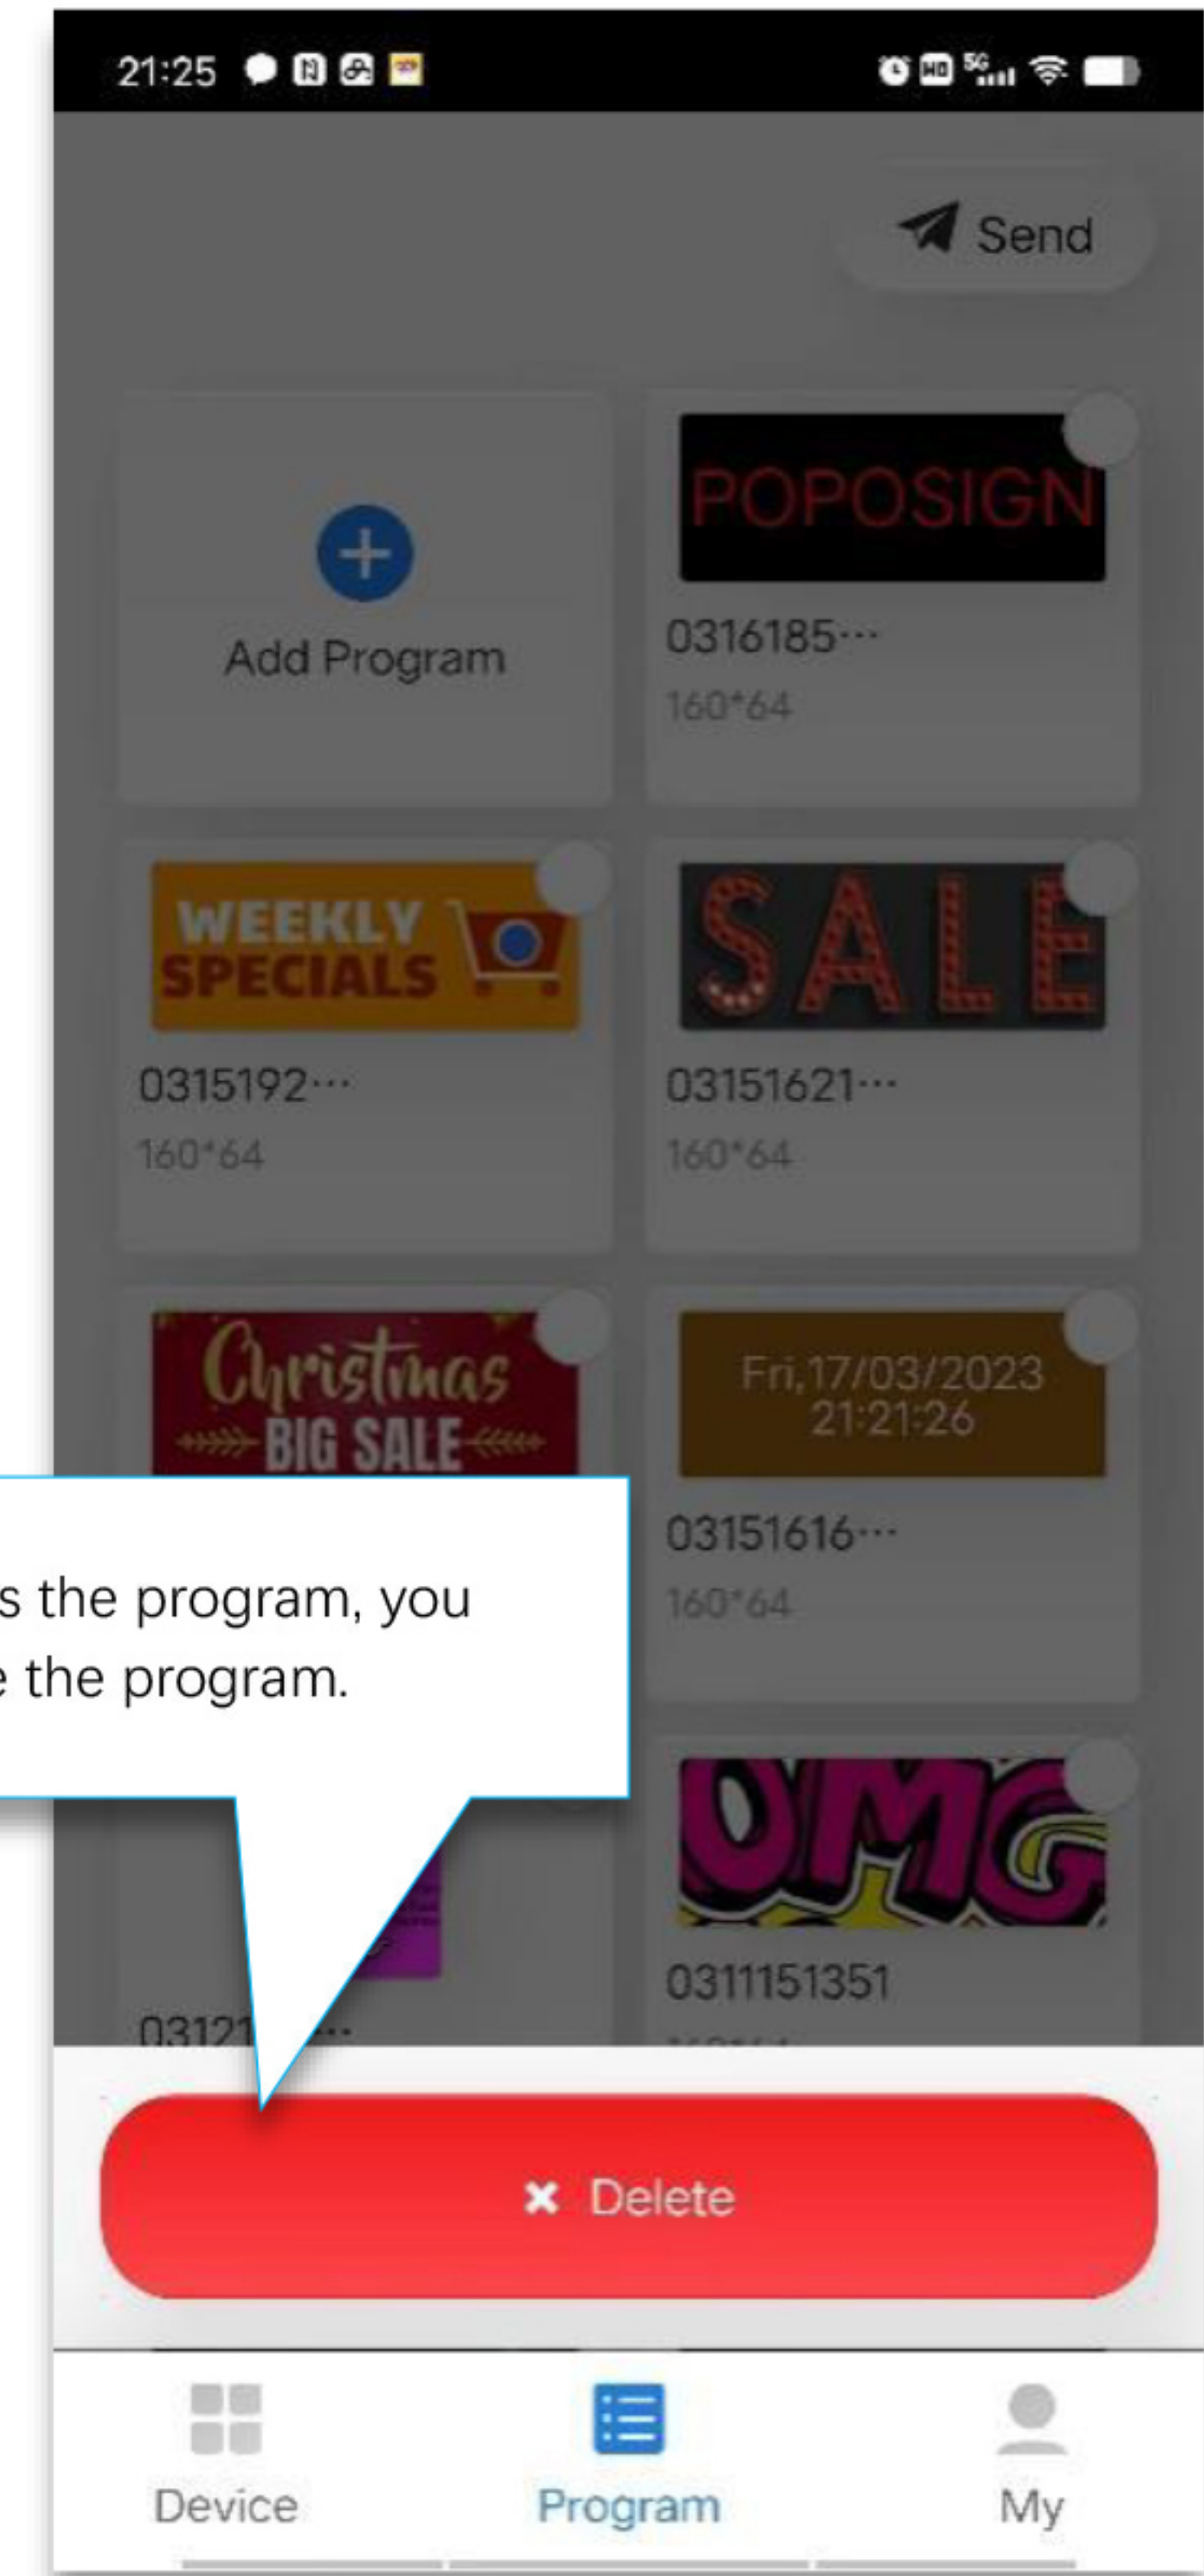 21:25
5G
Send
Add Program
POPOSIGN
0316185···
160*64
WEEKLY
SPECIALS
0315192···
160*64
SALE
03151621···
160*64
Christmas
BIG SALE
Fri,17/03/2023
21:21:26
03151616···
160*64
s the program, you
e the program.
OMG
0311151351
× Delete
Device
Program
My